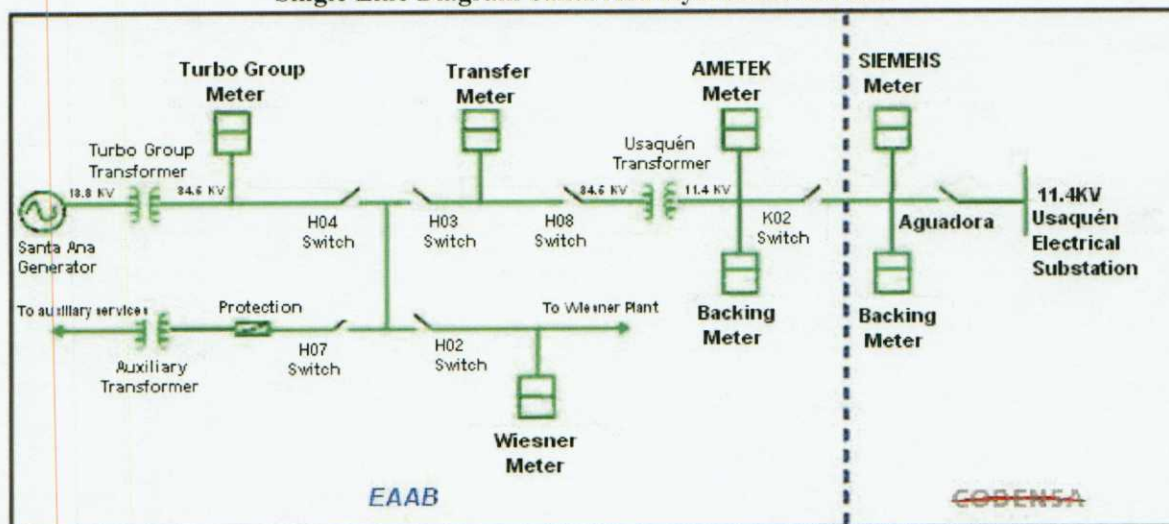 Turbo Group
Meter
Transfer
Meter
AMETEK
Meter
SIEMENS
Meter
Turbo Group
Transformer
Usaquén
Transformer
13.8 KV
34.5 KV
34.5 KV
11.4 KV
H04
Switch
H03
Switch
H08
Switch
K02
Switch
Aguadora
11.4KV
Usaquén
Electrical
Substation
Santa Ana
Generator
To auxiliary services
Protection
To Wiesner Plant
Backing
Meter
Backing
Meter
Auxiliary
Transformer
H07
Switch
H02
Switch
Wiesner
Meter
EAAB
CODENSA